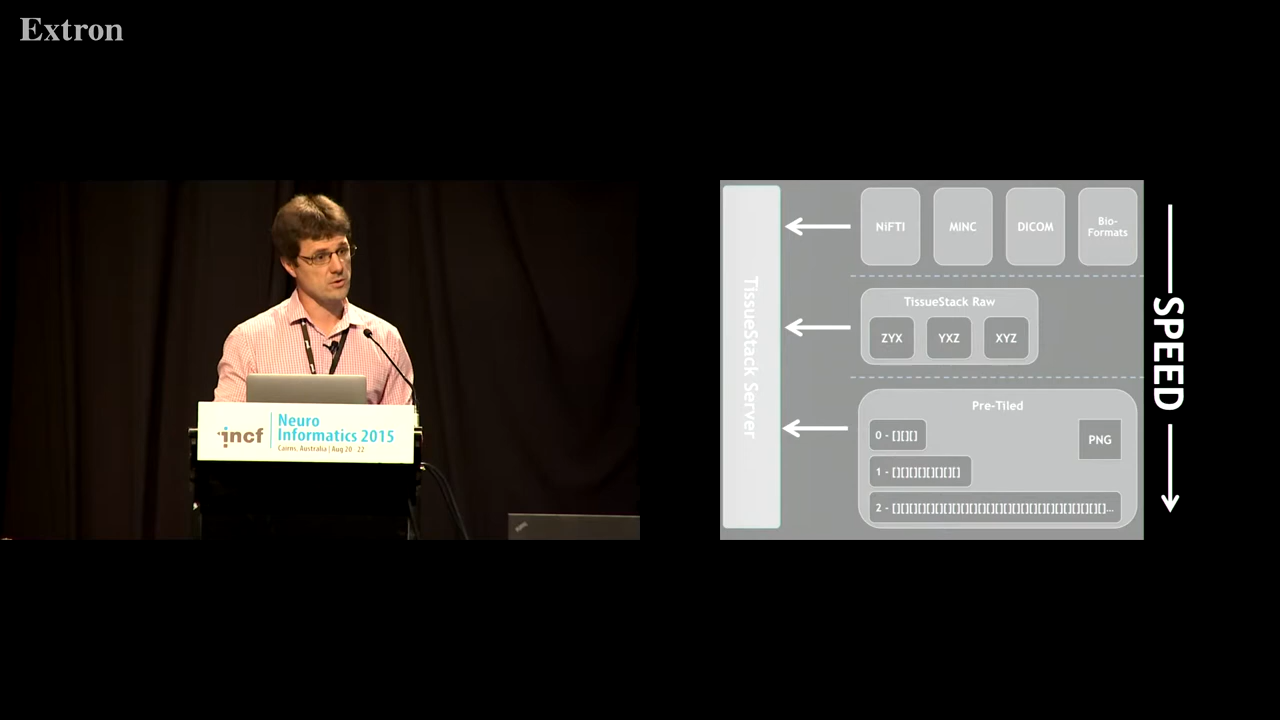 Extron
incf
Neuro
Informatics 2015
Cairns, Australia | Aug 20 22
TissueStack Server
NiFTI
MINC
DICOM
Bio-
Formats
TissueStack Raw
ZYX
YXZ
XYZ
Pre-Tiled
0 - [][][]
PNG
1 - [][][][][][][][]
2 - [][][][][][][][][][][][][][][][][][][][][][][][][]...
SPEED